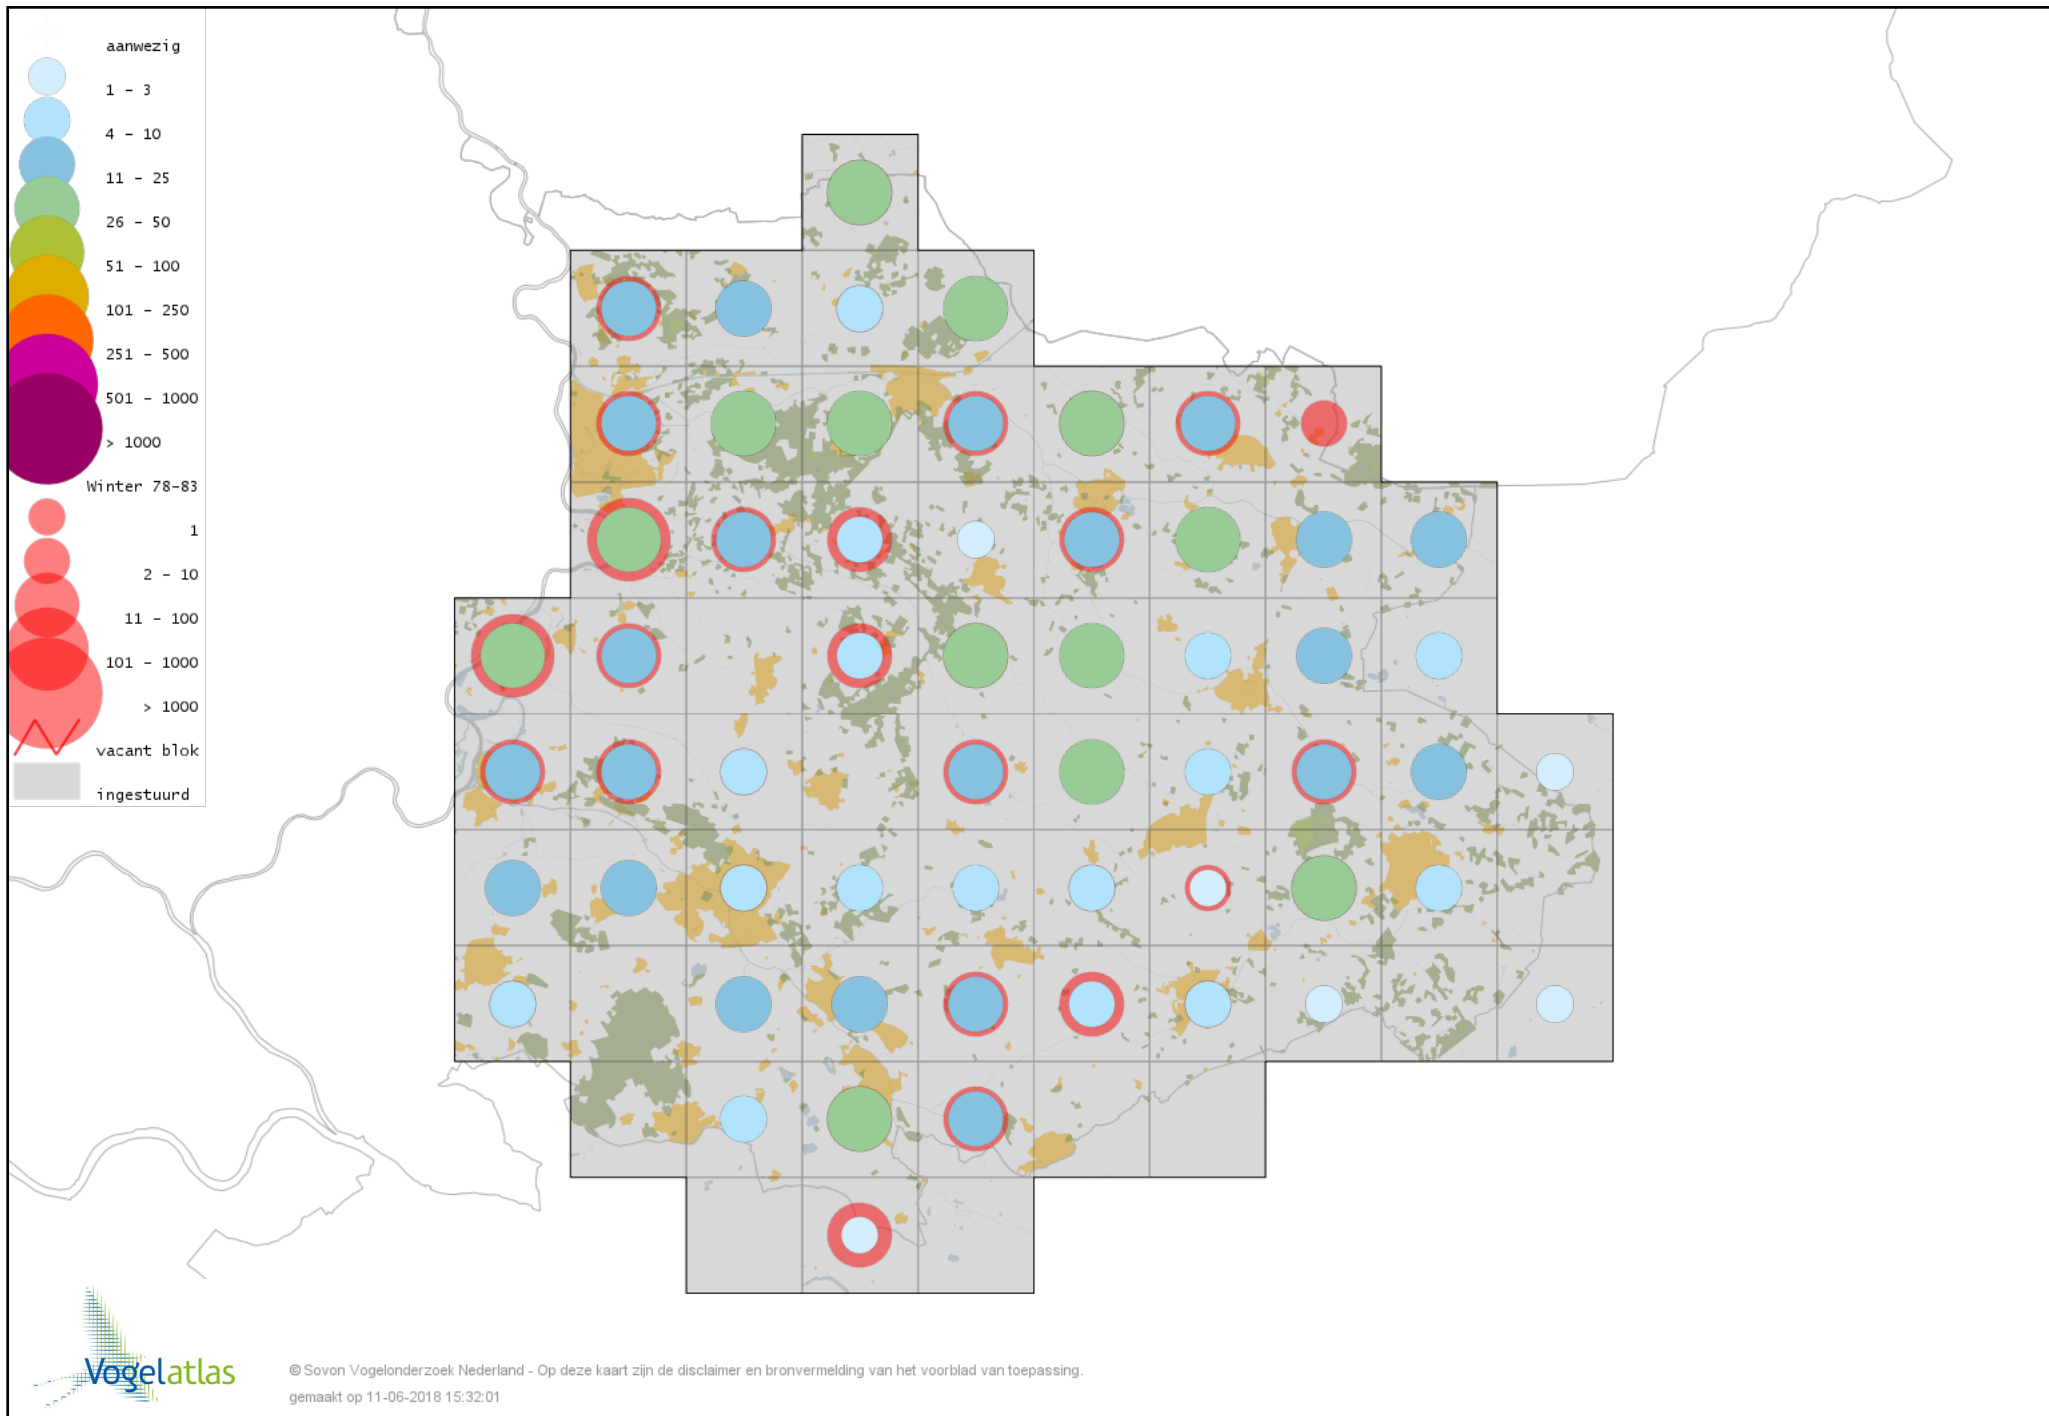 aanwezig
1 - 3
4 - 10
11 - 25
26 - 50
51 - 100
101 - 250
251 - 500
501 - 1000
> 1000
Winter 78-83
1
2 - 10
11 - 100
101 - 1000
> 1000
vacant blok
ingestuurd
Vogelatlas
© Sovon Vogelonderzoek Nederland - Op deze kaart zijn de disclaimer en bronvermelding van het voorblad van toepassing.
gemaakt op 11-06-2018 15:32:01